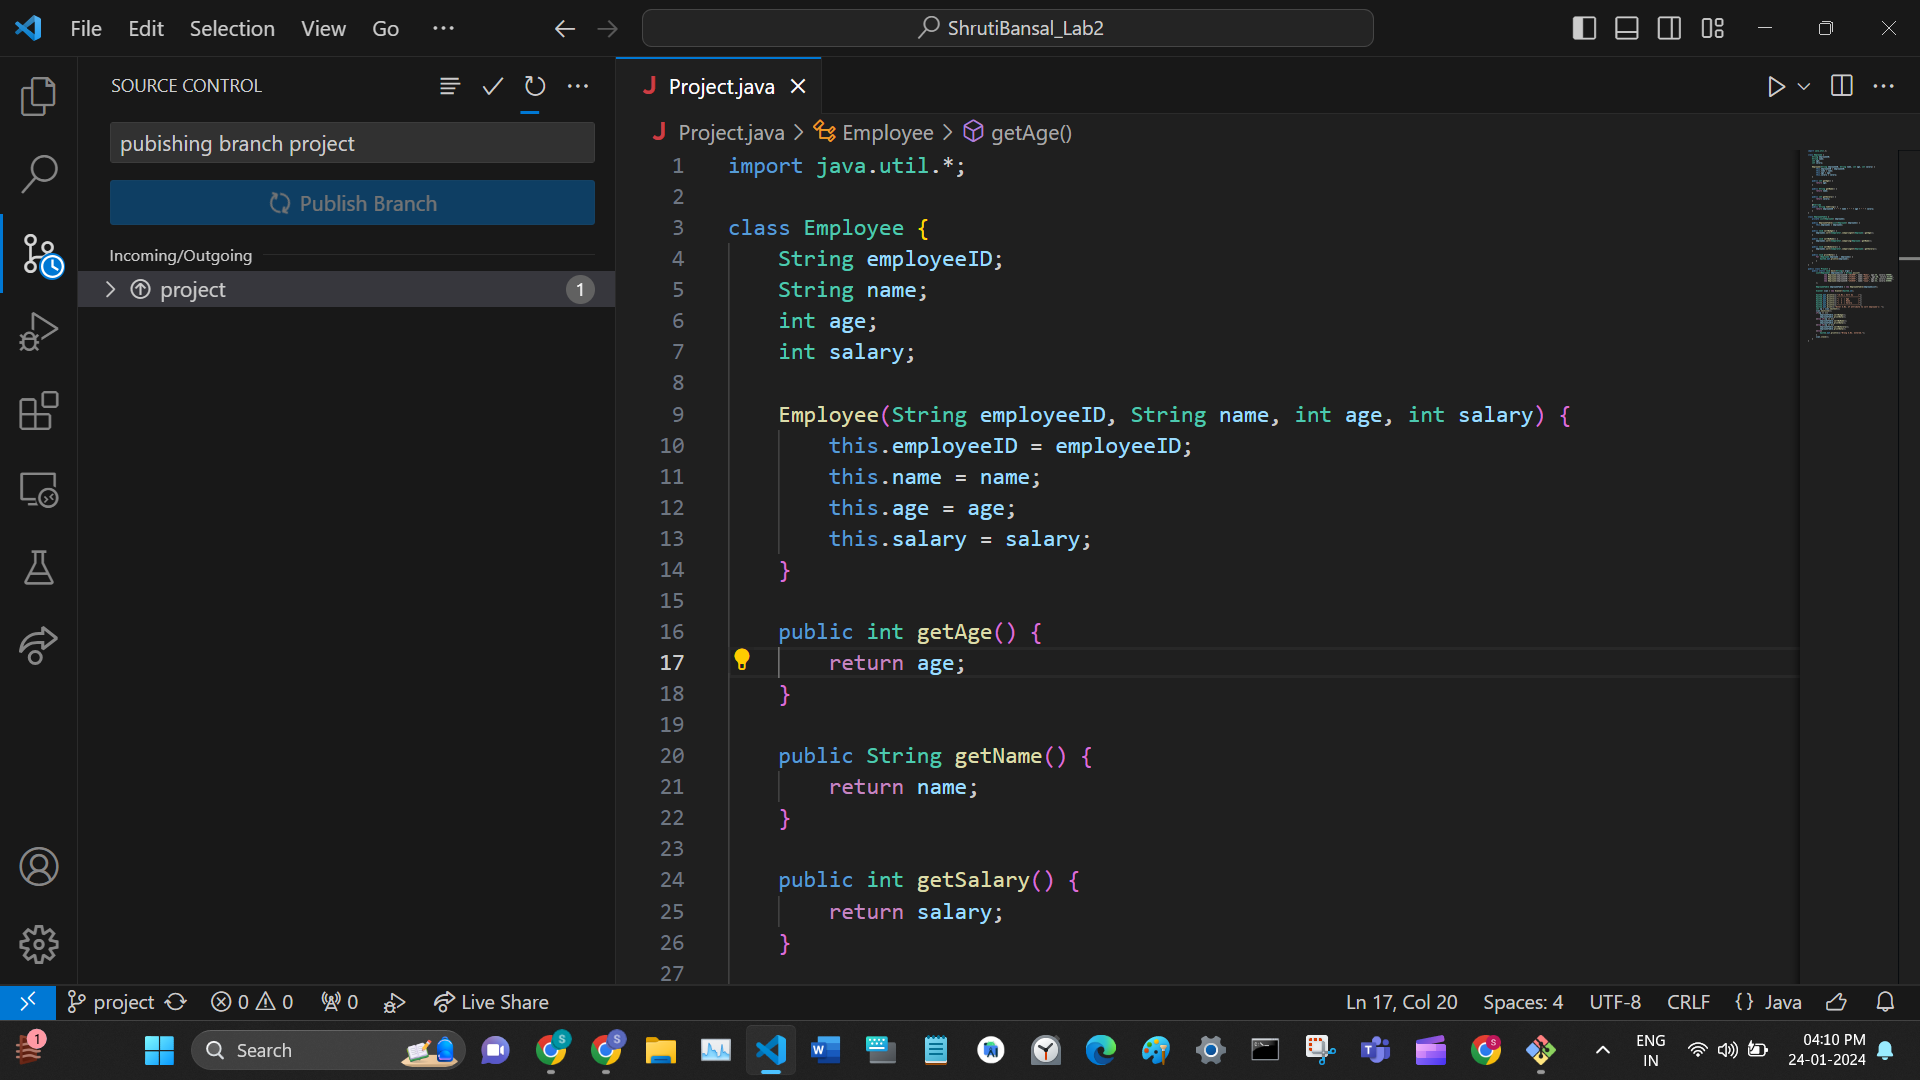 File Edit Selection View Go ···
ShrutiBansal_Lab2
SOURCE CONTROL
pubishing branch project
Publish Branch
Incoming/Outgoing
project 1
Project.java
Project.java > Employee > getAge()
1 import java.util.*;
2
3 class Employee {
4 String employeeID;
5 String name;
6 int age;
7 int salary;
8
9 Employee(String employeeID, String name, int age, int salary) {
10 this.employeeID = employeeID;
11 this.name = name;
12 this.age = age;
13 this.salary = salary;
14 }
15
16 public int getAge() {
17 return age;
18 }
19
20 public String getName() {
21 return name;
22 }
23
24 public int getSalary() {
25 return salary;
26 }
27
project 0 0 0 Live Share Ln 17, Col 20 Spaces: 4 UTF-8 CRLF {} Java
1 Search ENG IN 04:10 PM
24-01-2024